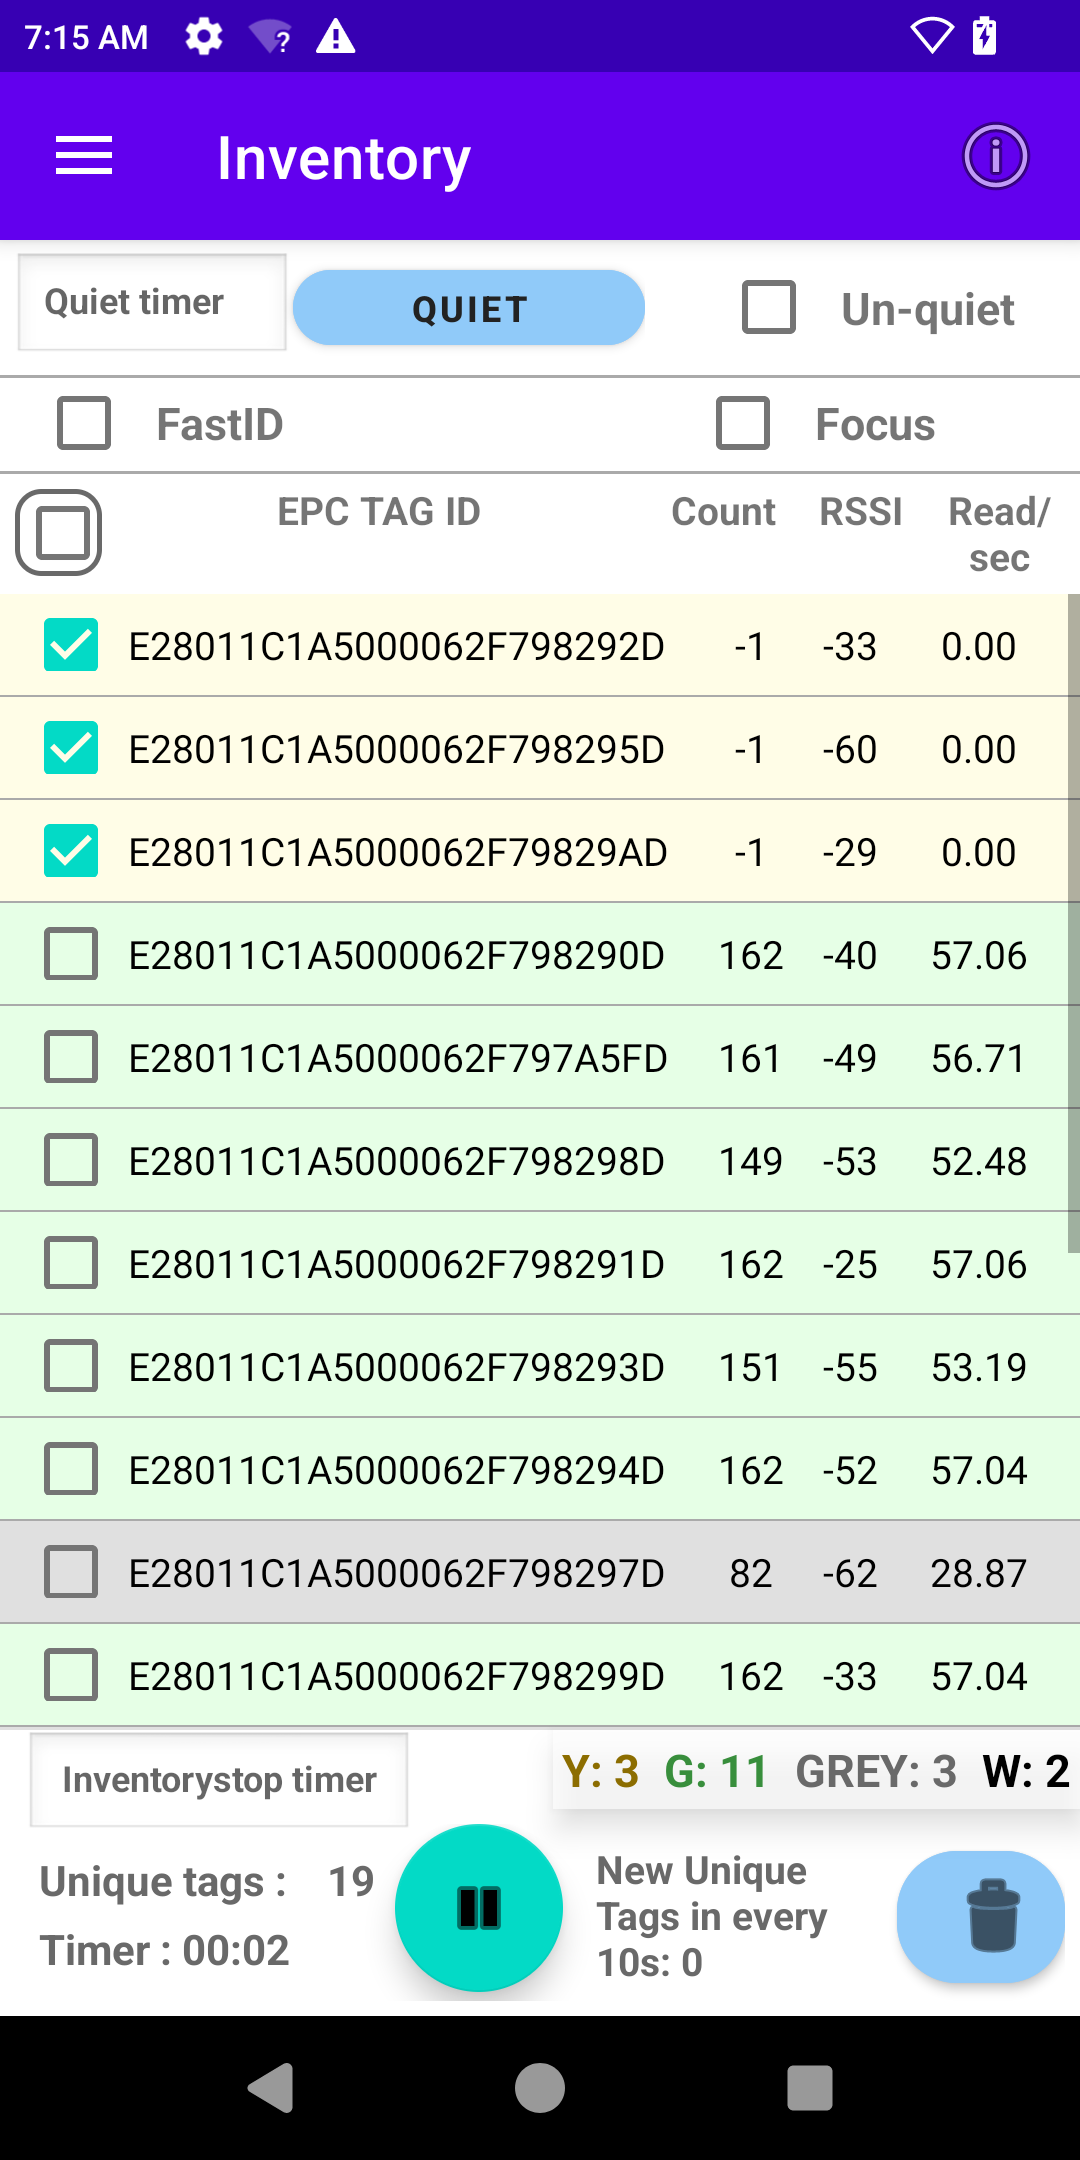 7:15 AM
Inventory
Quiet timer
QUIET
Un-quiet
FastID
Focus
EPC TAG ID Count RSSI Read/
sec
E28011C1A5000062F798292D -1 -33 0.00
E28011C1A5000062F798295D -1 -60 0.00
E28011C1A5000062F79829AD -1 -29 0.00
E28011C1A5000062F798290D 162 -40 57.06
E28011C1A5000062F797A5FD 161 -49 56.71
E28011C1A5000062F798298D 149 -53 52.48
E28011C1A5000062F798291D 162 -25 57.06
E28011C1A5000062F798293D 151 -55 53.19
E28011C1A5000062F798294D 162 -52 57.04
E28011C1A5000062F798297D 82 -62 28.87
E28011C1A5000062F798299D 162 -33 57.04
Y: 3 G: 11 GREY: 3 W: 2
Inventorystop timer
Unique tags : 19
Timer : 00:02
New Unique
Tags in every
10s: 0